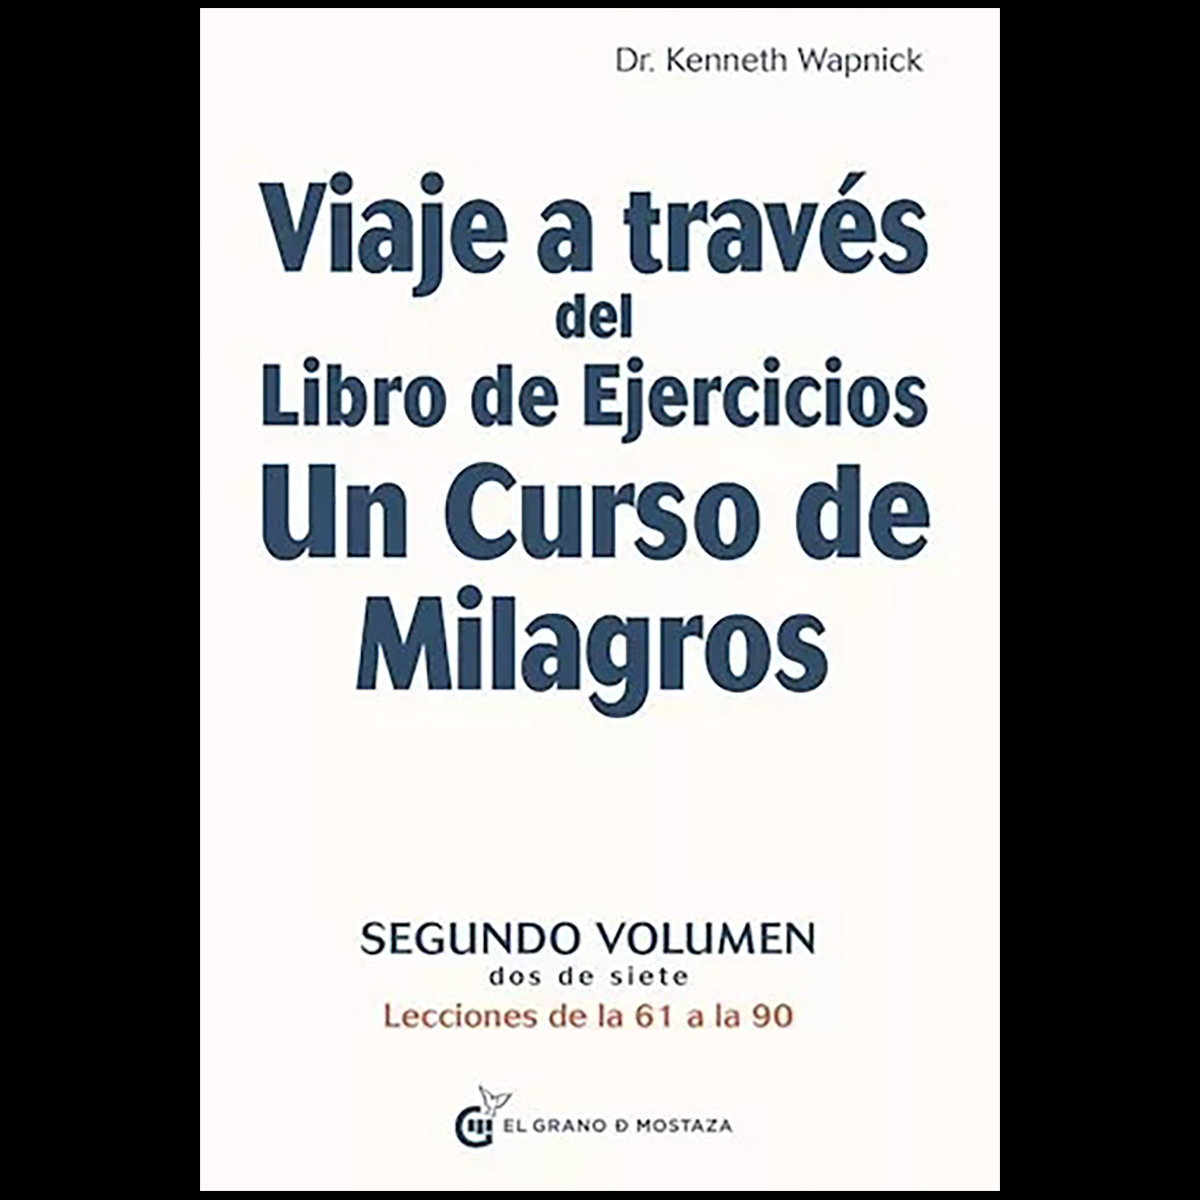 Dr. Kenneth Wapnick
Viaje a través
del
Libro de Ejercicios
Un Curso de
Milagros
SEGUNDO VOLUMEN
dos de siete
Lecciones de la 61 a la 90
EL GRANO Ð MOSTAZA